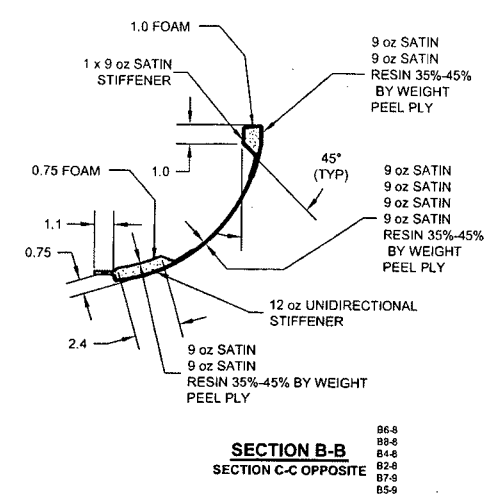 1.0 FOAM
1 x 9 oz SATIN
STIFFENER
9 oz SATIN
9 oz SATIN
RESIN 35%-45%
BY WEIGHT
PEEL PLY
1.0
45°
(TYP)
0.75 FOAM
9 oz SATIN
9 oz SATIN
9 oz SATIN
9 oz SATIN
RESIN 35%-45%
BY WEIGHT
PEEL PLY
1.1
0.75
12 oz UNIDIRECTIONAL
STIFFENER
2.4
9 oz SATIN
9 oz SATIN
RESIN 35%-45% BY WEIGHT
PEEL PLY
SECTION B-B
SECTION C-C OPPOSITE
B6-8
B8-8
B4-8
B2-8
B7-9
B5-9